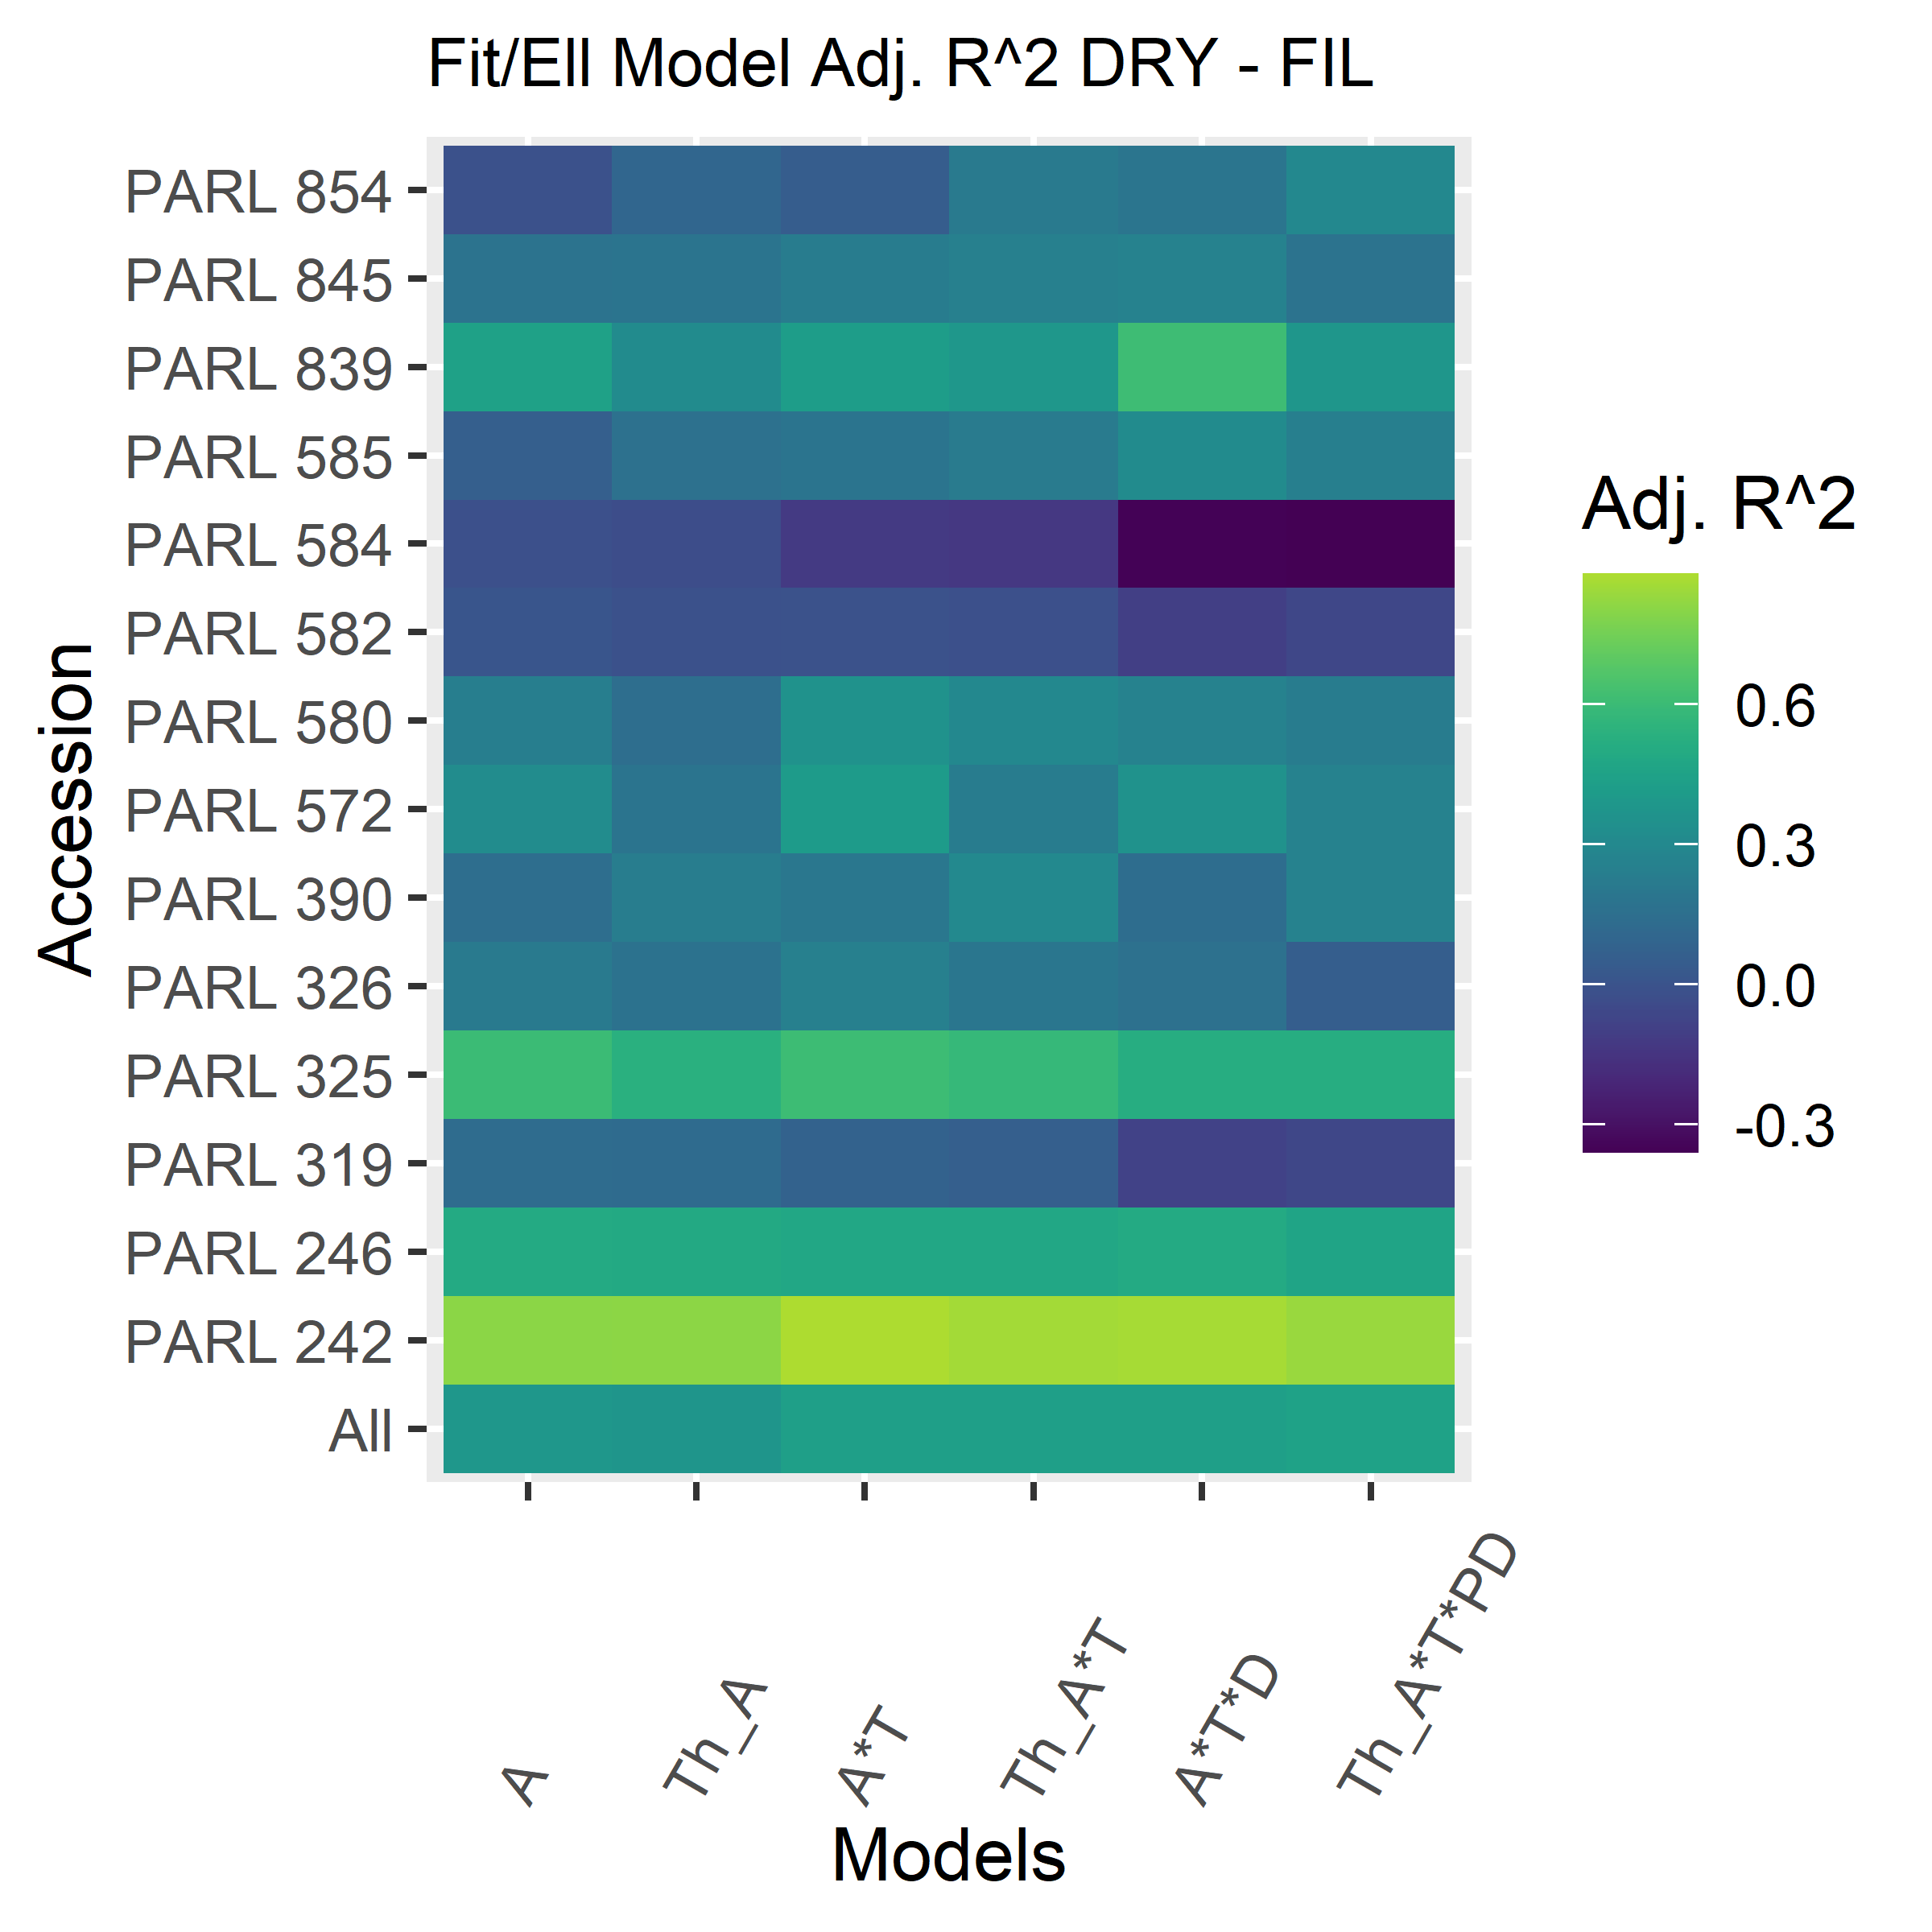 Fit/Ell Model Adj. R^2 DRY - FIL
PARL 854
PARL 845
PARL 839
PARL 585
PARL 584
PARL 582
PARL 580
PARL 572
PARL 390
PARL 326
PARL 325
PARL 319
PARL 246
PARL 242
All
Accession
A
Th_A
A*T
Th_A*T
A*T*D
Th_A*T*PD
Models
Adj. R^2
0.6
0.3
0.0
-0.3